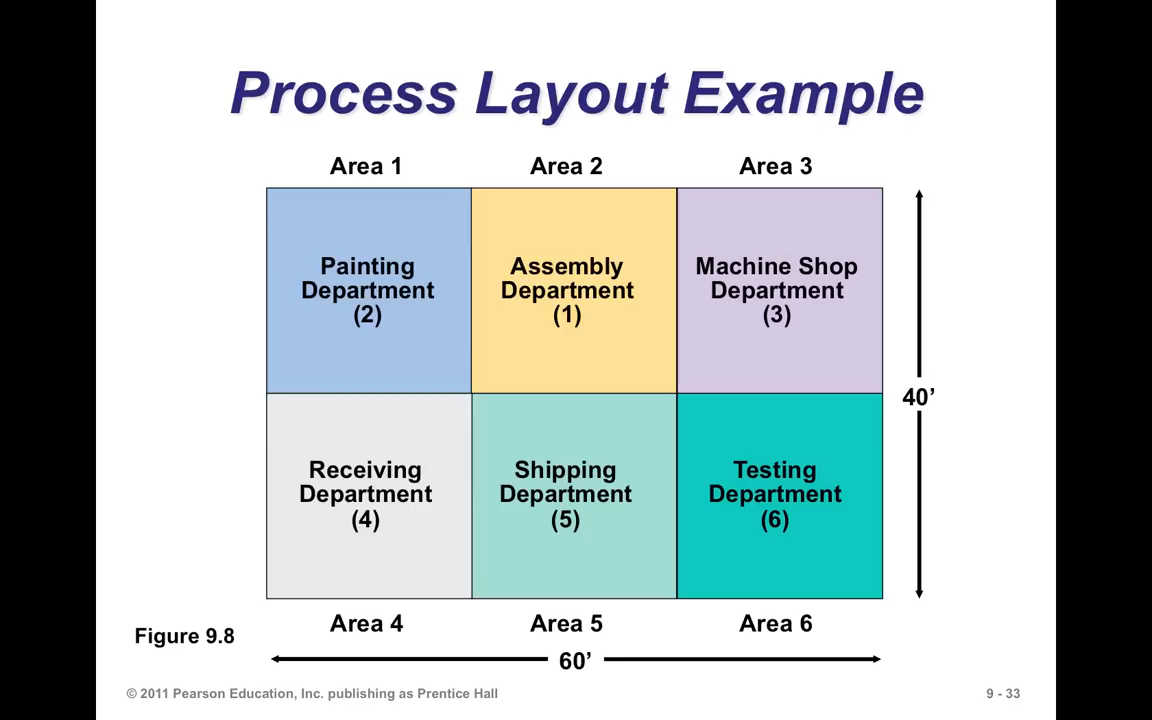 Process Layout Example
Area 1
Area 2
Area 3
Painting
Department
(2)
Assembly
Department
(1)
Machine Shop
Department
(3)
40’
Receiving
Department
(4)
Shipping
Department
(5)
Testing
Department
(6)
Area 4
Area 5
Area 6
Figure 9.8
60’
© 2011 Pearson Education, Inc. publishing as Prentice Hall
9 - 33